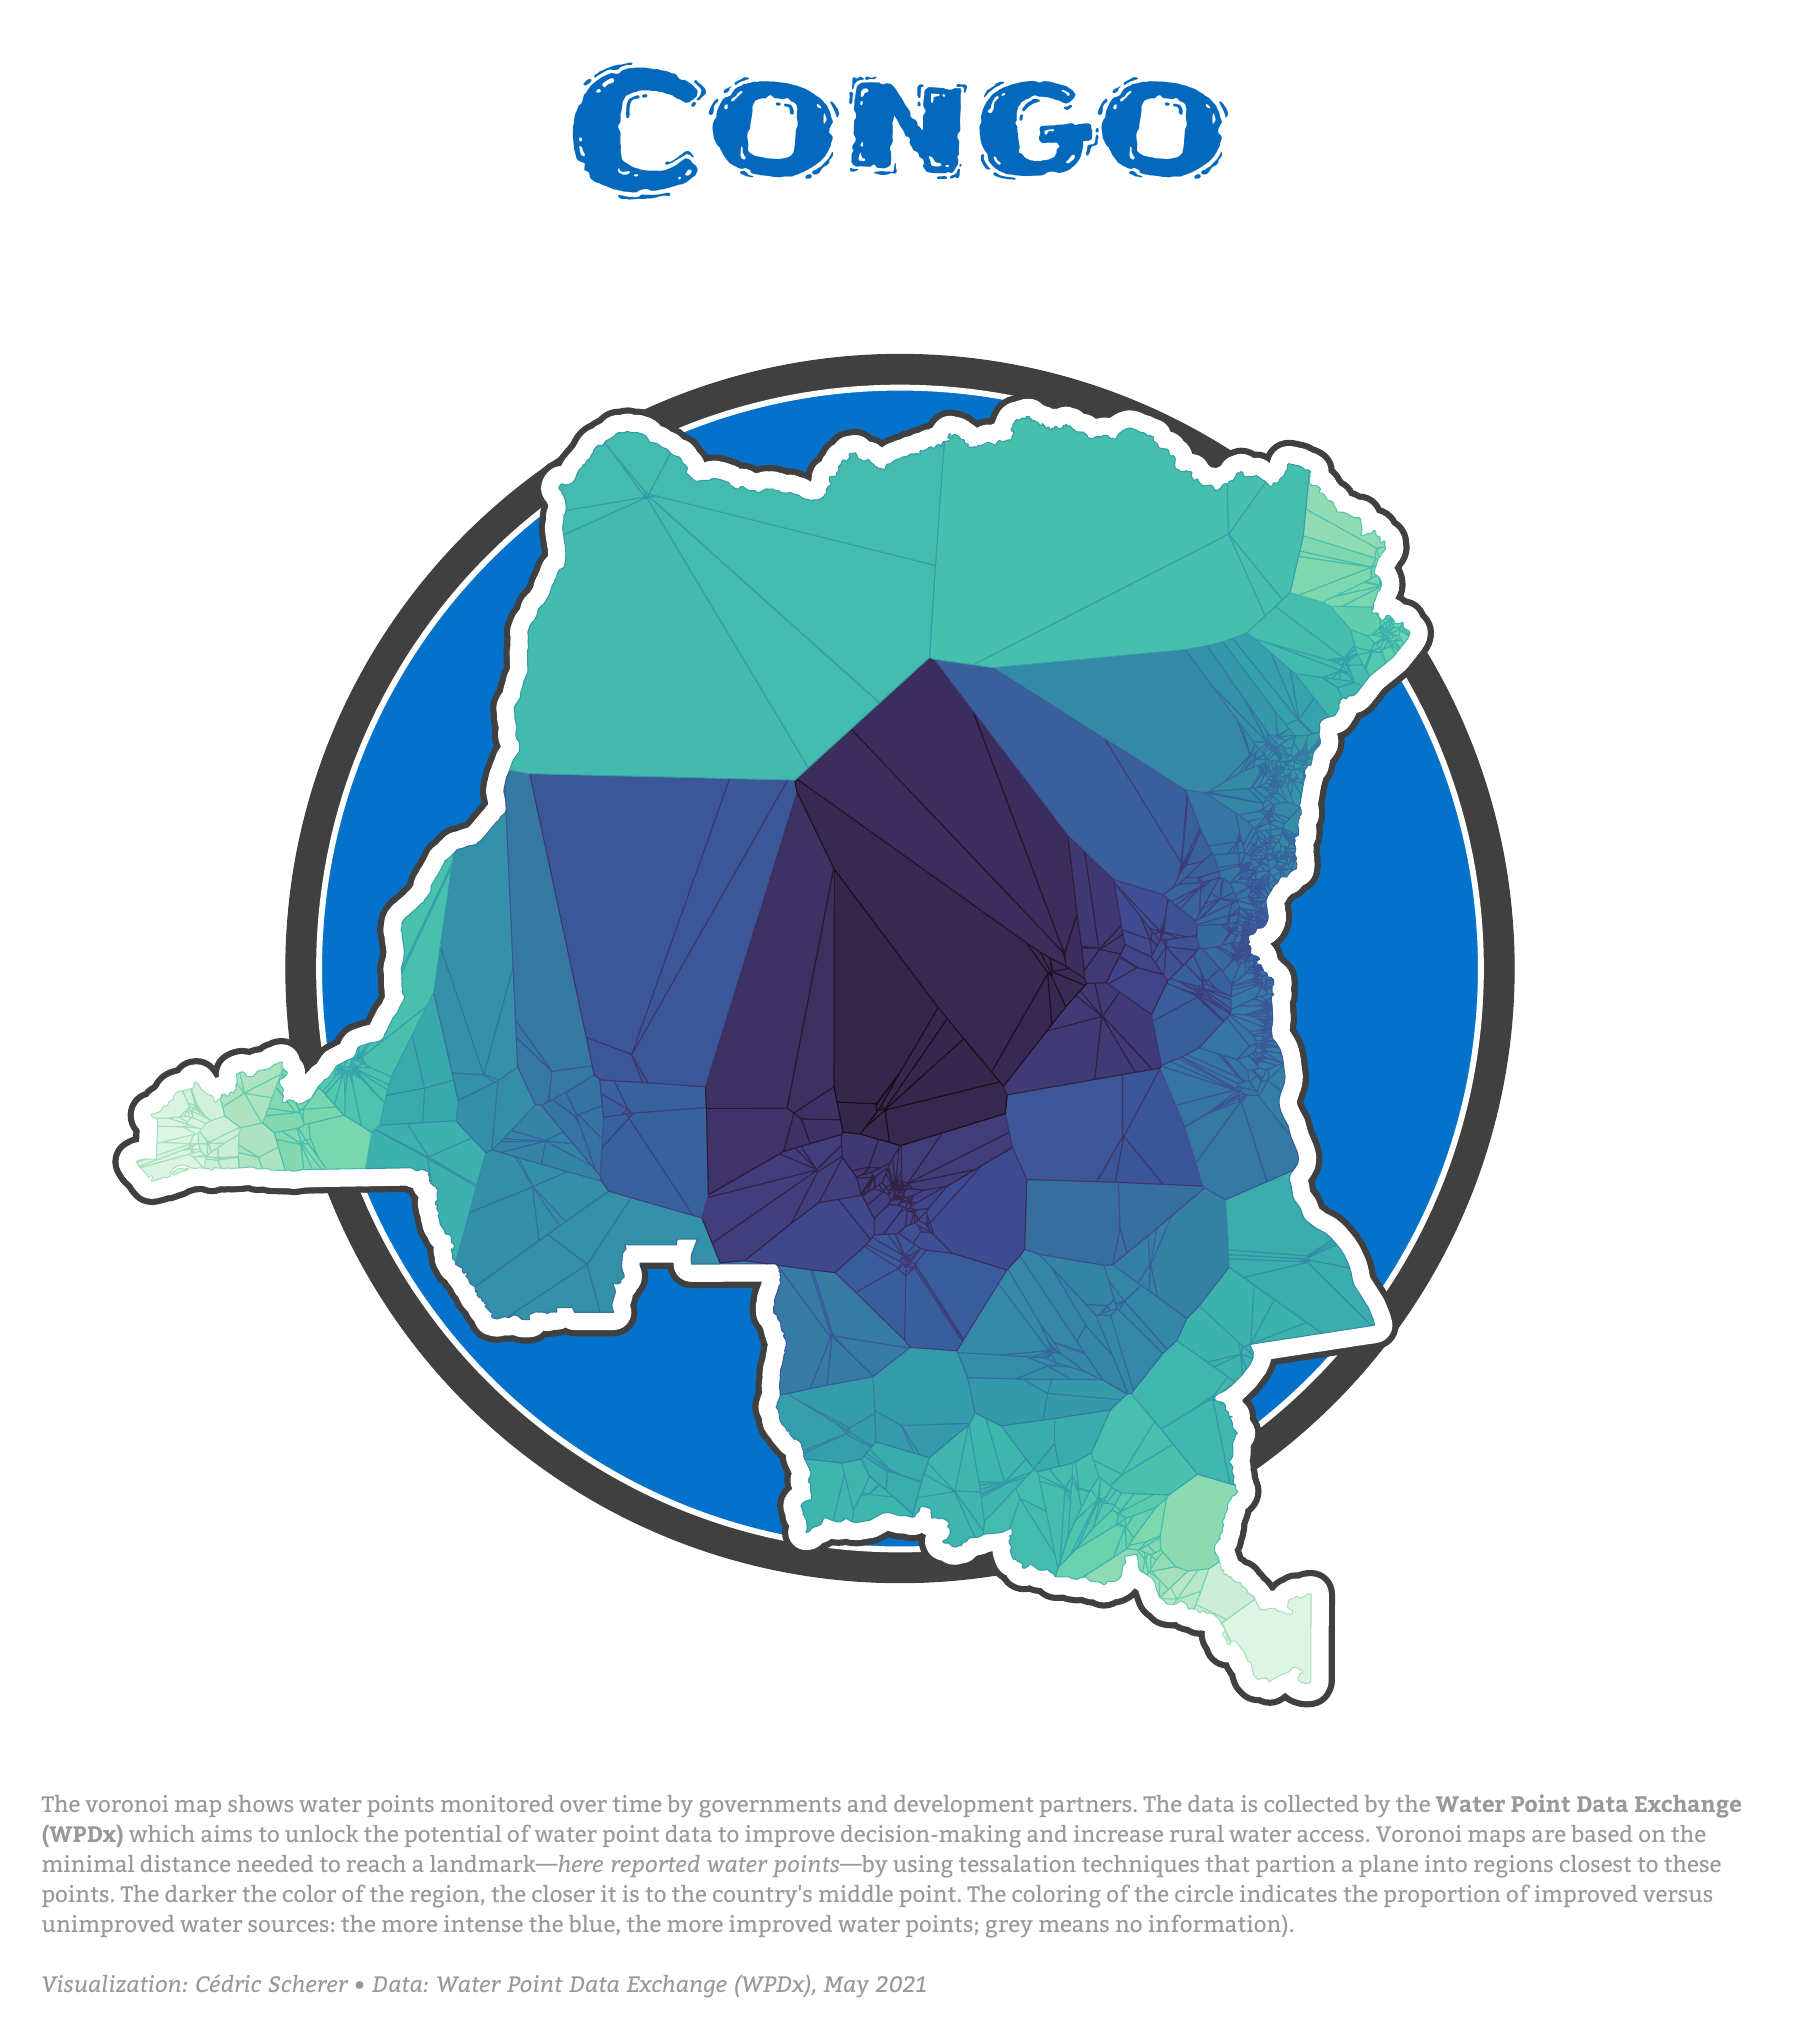 Congo
The voronoi map shows water points monitored over time by governments and development partners. The data is collected by the Water Point Data Exchange
(WPDx) which aims to unlock the potential of water point data to improve decision-making and increase rural water access. Voronoi maps are based on the
minimal distance needed to reach a landmark—here reported water points—by using tessalation techniques that partion a plane into regions closest to these
points. The darker the color of the region, the closer it is to the country's middle point. The coloring of the circle indicates the proportion of improved versus
unimproved water sources: the more intense the blue, the more improved water points; grey means no information).
Visualization: Cédric Scherer • Data: Water Point Data Exchange (WPDx), May 2021